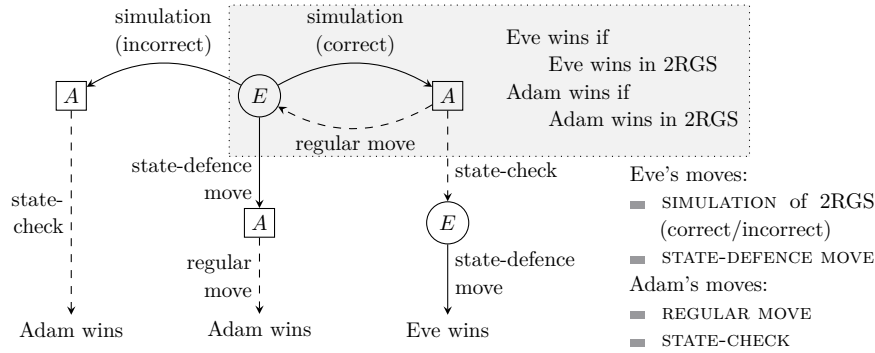 simulation
(incorrect)
simulation
(correct)
Eve wins if
Eve wins in 2RGS
Adam wins if
Adam wins in 2RGS
A
E
A
regular move
state-defence
move
state-check
state-
check
A
E
regular
move
state-defence
move
Adam wins
Adam wins
Eve wins
Eve's moves:
SIMULATION of 2RGS
(correct/incorrect)
STATE-DEFENCE MOVE
Adam's moves:
REGULAR MOVE
STATE-CHECK